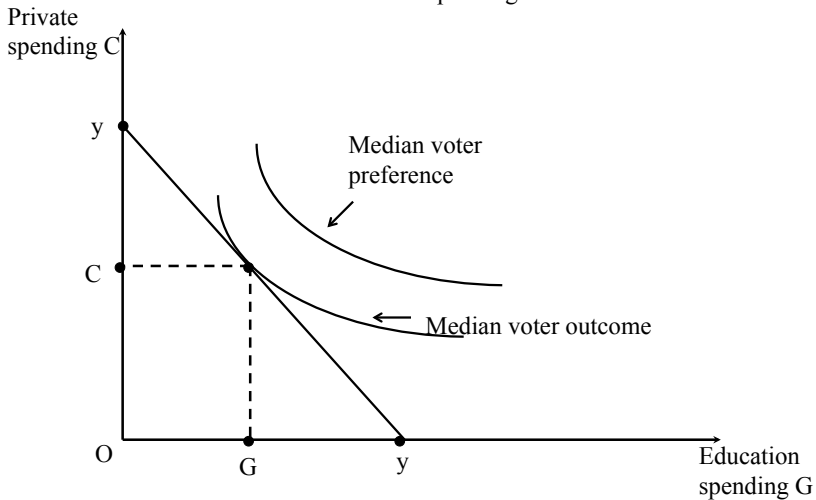 Private
spending C
y
Median voter
preference
C
Median voter outcome
O
G
y
Education
spending G